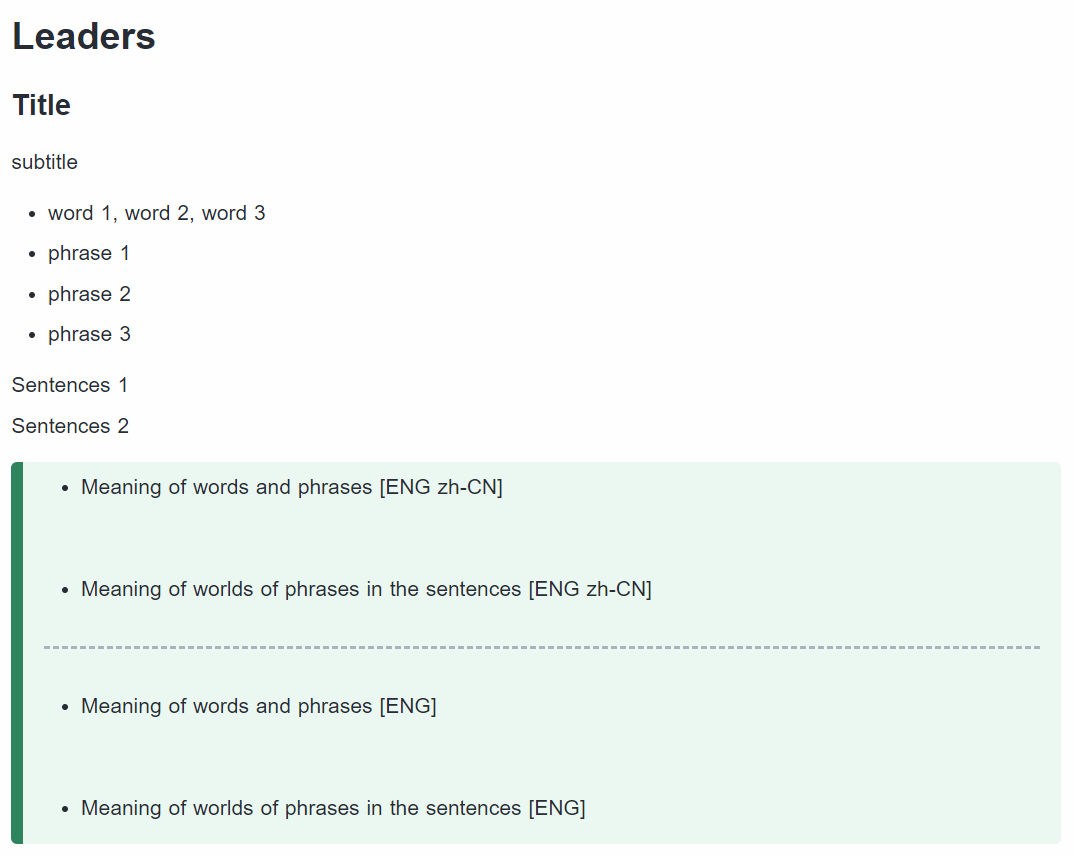 Leaders
Title
subtitle
word 1, word 2, word 3
phrase 1
phrase 2
phrase 3
Sentences 1
Sentences 2
Meaning of words and phrases [ENG zh-CN]
Meaning of worlds of phrases in the sentences [ENG zh-CN]
Meaning of words and phrases [ENG]
Meaning of worlds of phrases in the sentences [ENG]